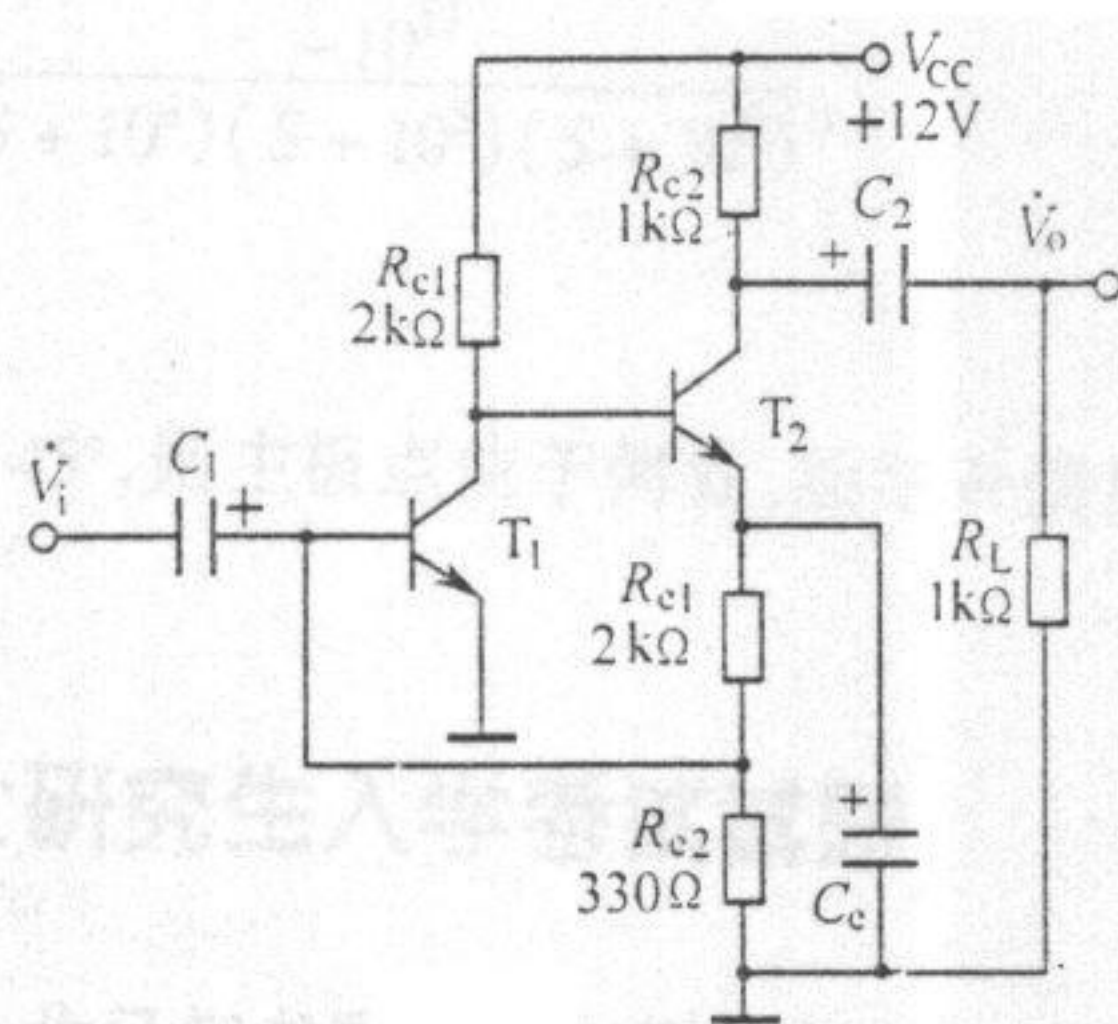 V_CC
+12V
R_c2
1kΩ
C_2
+
V̇_o
R_c1
2kΩ
T_2
V̇_i
C_1
+
T_1
R_e1
2kΩ
R_L
1kΩ
R_e2
330Ω
+
C_e